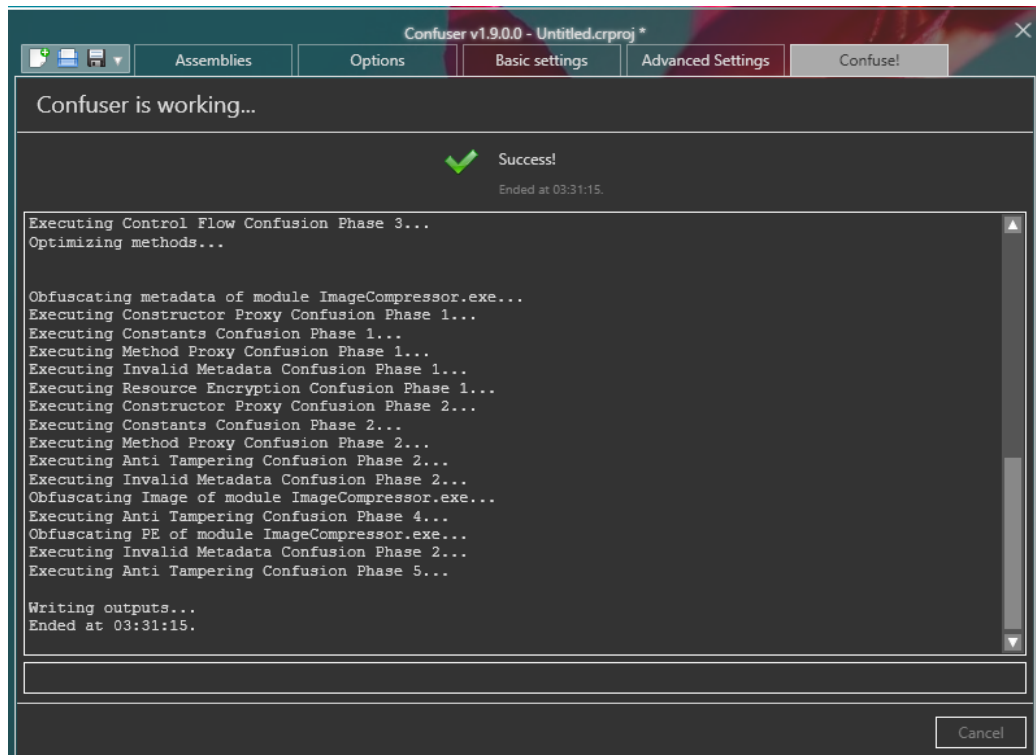 Confuser v1.9.0.0 - Untitled.crproj *
Assemblies Options Basic settings Advanced Settings Confuse!
Confuser is working...
Success!
Ended at 03:31:15.
Executing Control Flow Confusion Phase 3...
Optimizing methods...
Obfuscating metadata of module ImageCompressor.exe...
Executing Constructor Proxy Confusion Phase 1...
Executing Constants Confusion Phase 1...
Executing Method Proxy Confusion Phase 1...
Executing Invalid Metadata Confusion Phase 1...
Executing Resource Encryption Confusion Phase 1...
Executing Constructor Proxy Confusion Phase 2...
Executing Constants Confusion Phase 2...
Executing Method Proxy Confusion Phase 2...
Executing Anti Tampering Confusion Phase 2...
Executing Invalid Metadata Confusion Phase 2...
Obfuscating Image of module ImageCompressor.exe...
Executing Anti Tampering Confusion Phase 4...
Obfuscating PE of module ImageCompressor.exe...
Executing Invalid Metadata Confusion Phase 2...
Executing Anti Tampering Confusion Phase 5...
Writing outputs...
Ended at 03:31:15.
Cancel